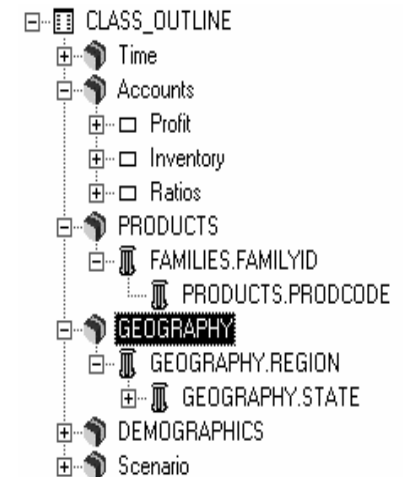 CLASS_OUTLINE
Time
Accounts
Profit
Inventory
Ratios
PRODUCTS
FAMILIES.FAMILYID
PRODUCTS.PRODCODE
GEOGRAPHY
GEOGRAPHY.REGION
GEOGRAPHY.STATE
DEMOGRAPHICS
Scenario